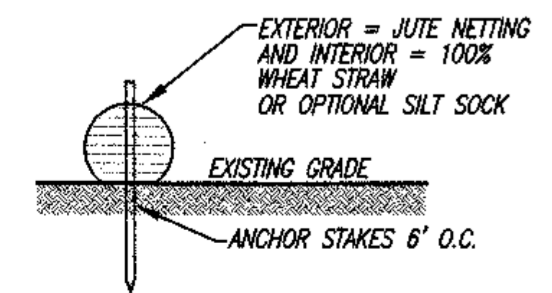 EXTERIOR = JUTE NETTING
AND INTERIOR = 100%
WHEAT STRAW
OR OPTIONAL SILT SOCK
EXISTING GRADE
ANCHOR STAKES 6' O.C.